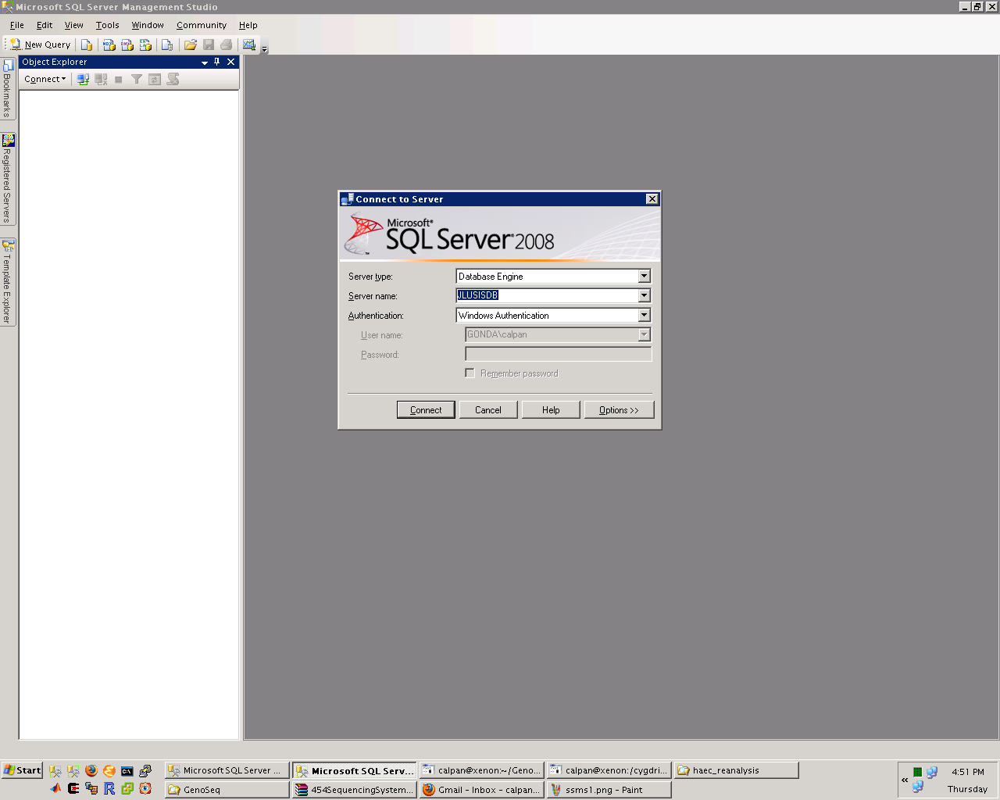 Microsoft SQL Server Management Studio
File Edit View Tools Window Community Help
New Query
Object Explorer
Connect
Bookmarks
Registered Servers
Template Explorer
Connect to Server
Microsoft®
SQL Server® 2008
Server type: Database Engine
Server name: JLUSISDB
Authentication: Windows Authentication
User name: GONDA\calpan
Password:
Remember password
Connect Cancel Help Options >>
Start Microsoft SQL Server ... Microsoft SQL Serv... calpan@xenon:~/Geno... calpan@xenon:/cygdri... haec_reanalysis 4:51 PM
GenoSeq 454SequencingSystem... Gmail - Inbox - calpan... ssms1.png - Paint Thursday